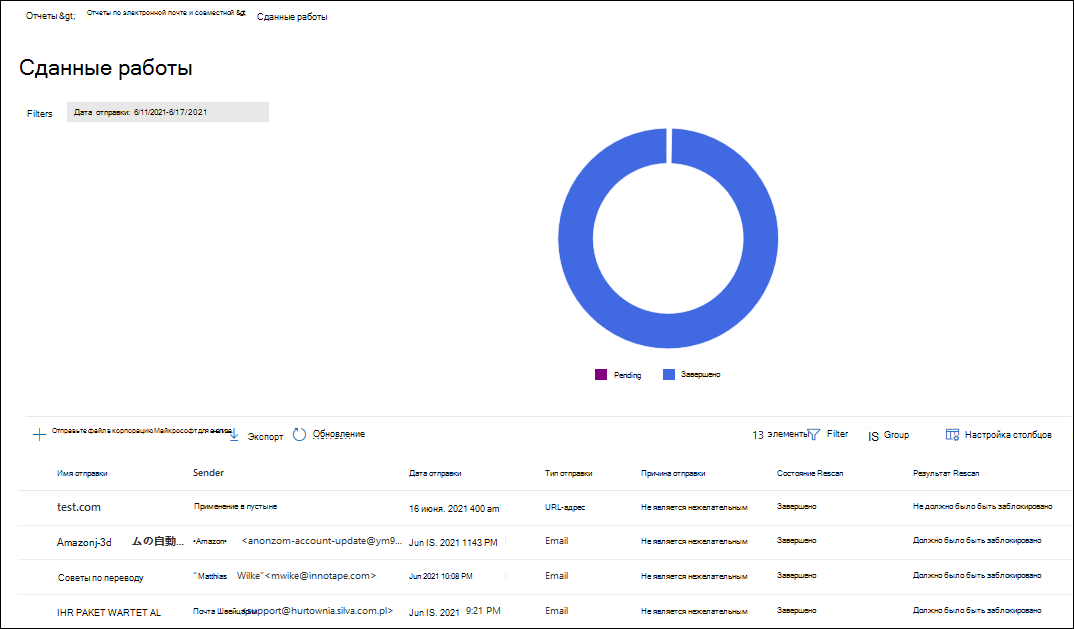 Отчеты &gt; Отчеты по электронной почте и совместной &gt Сданные работы
Сданные работы
Filters Дата отправки: 6/11/2021-6/17/2021
Pending Завершено
Отправьте файл в корпорацию Майкрософт для анализа Экспорт Обновление 13 элементы Filter IS Group Настройка столбцов
Имя отправки Sender Дата отправки Тип отправки Причина отправки Состояние Rescan Результат Rescan
test.com Применение в пустыне 16 июня. 2021 400 am URL-адрес Не является нежелательным Завершено Не должно было быть заблокировано
Amazonj-3d ムの自動... •Amazon• <anonzom-account-update@ym9... Jun IS. 2021 1143 PM Email Не является нежелательным Завершено Должно было быть заблокировано
Советы по переводу "Matthias Wilke"<mwike@innotape.com> Jun 2021 10:08 PM Email Не является нежелательным Завершено Должно было быть заблокировано
IHR PAKET WARTET AL Почта Швейцарии <support@hurtownia.silva.com.pl> Jun IS. 2021 9:21 PM Email Не является нежелательным Завершено Должно было быть заблокировано